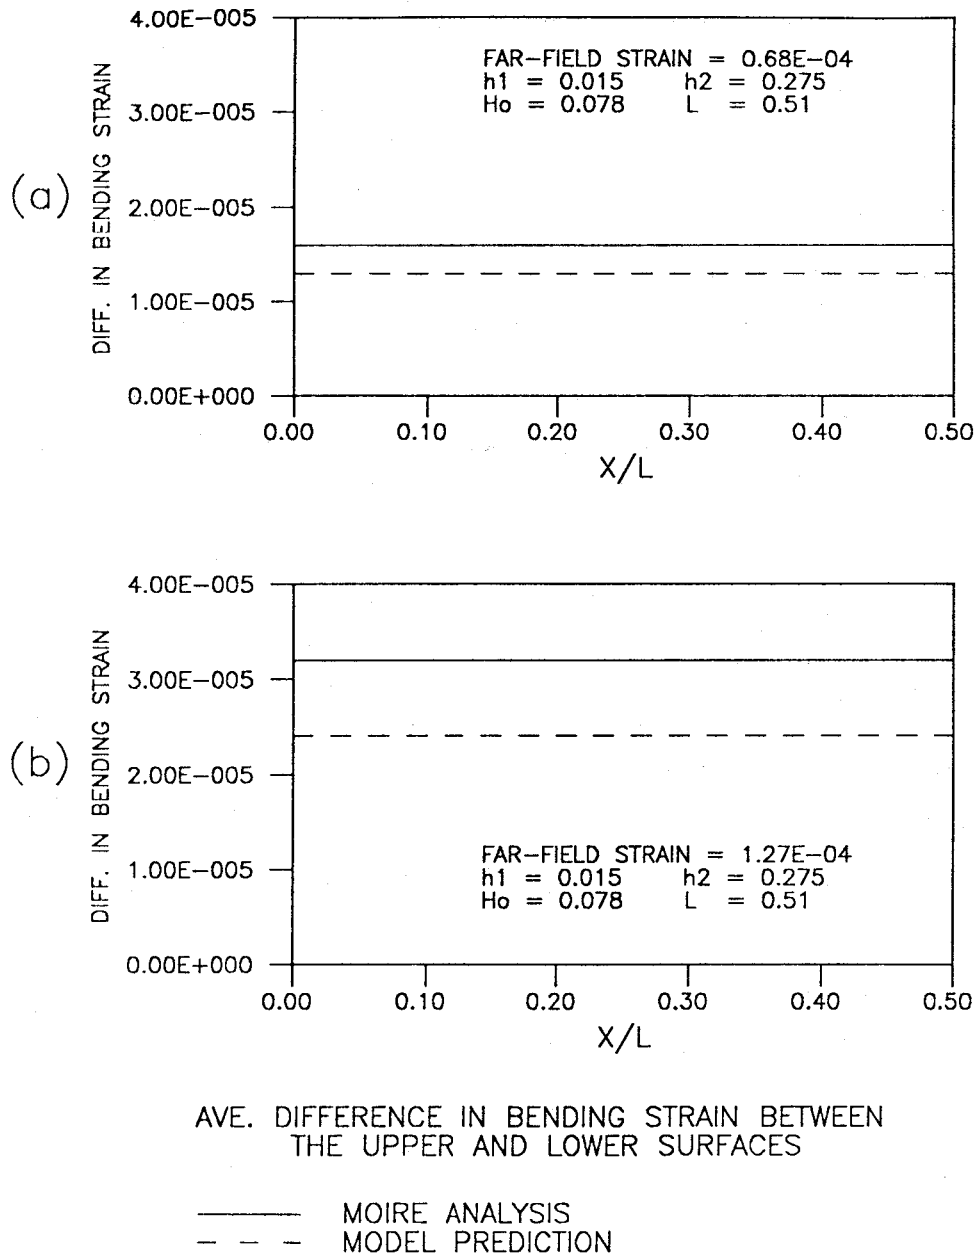 4.00E-005
FAR-FIELD STRAIN = 0.68E-04
h1 = 0.015 h2 = 0.275
Ho = 0.078 L = 0.51
3.00E-005
(a)
DIFF. IN BENDING STRAIN
2.00E-005
1.00E-005
0.00E+000
0.00 0.10 0.20 0.30 0.40 0.50
X/L
4.00E-005
3.00E-005
(b)
DIFF. IN BENDING STRAIN
2.00E-005
FAR-FIELD STRAIN = 1.27E-04
1.00E-005
h1 = 0.015 h2 = 0.275
Ho = 0.078 L = 0.51
0.00E+000
0.00 0.10 0.20 0.30 0.40 0.50
X/L
AVE. DIFFERENCE IN BENDING STRAIN BETWEEN
THE UPPER AND LOWER SURFACES
MOIRE ANALYSIS
MODEL PREDICTION